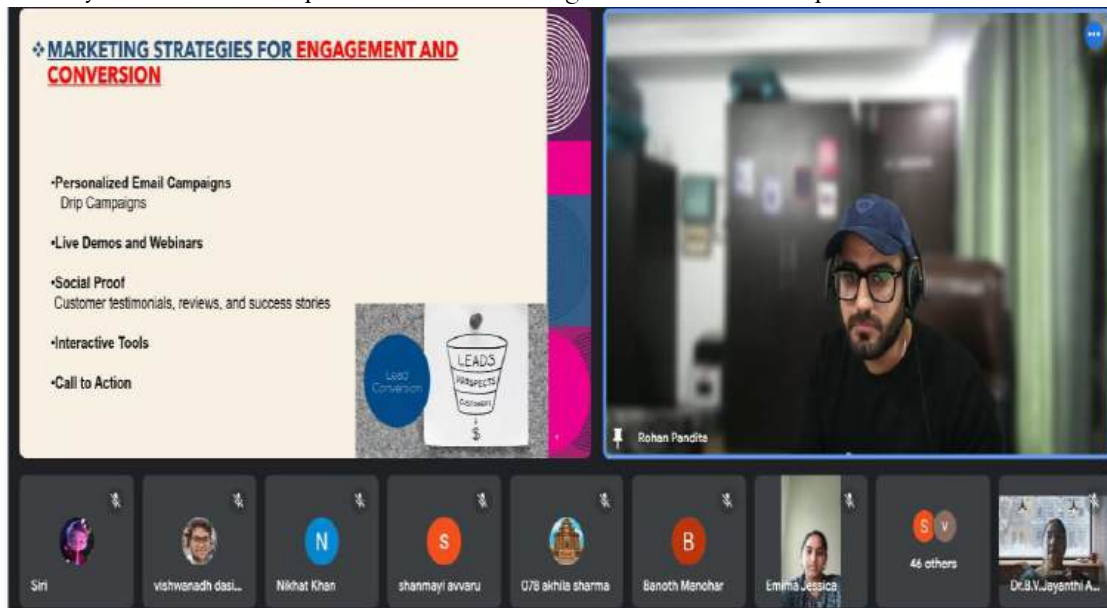 ❖MARKETING STRATEGIES FOR ENGAGEMENT AND
CONVERSION
•Personalized Email Campaigns
Drip Campaigns
•Live Demos and Webinars
•Social Proof
Customer testimonials, reviews, and success stories
•Interactive Tools
•Call to Action
Lead
Conversion
LEADS
PROSPECTS
CUSTOMERS
$
Rohan Pandita
Siri
vishwanadh dasi...
N
Nikhat Khan
S
shanmayi avvaru
078 akhila sharma
B
Banoth Manohar
Emima Jessica
S
V
46 others
Dr.B.V.Jayanthi A...